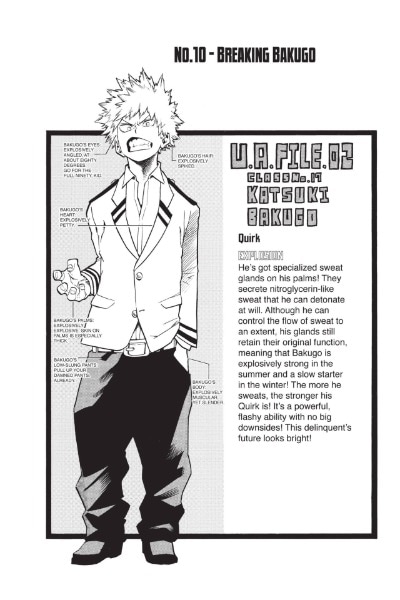 NO.10 - BREAKING BAKUGO
BAKUGO'S EYES:
EXPLOSIVELY
ANGLED AT
ABOUT EIGHTY
DEGREES.
GO FOR THE
FULL NINETY, KID.
BAKUGO'S HAIR:
EXPLOSIVELY
SPIKED.
BAKUGO'S
HEART:
EXPLOSIVELY
PETTY.
BAKUGO'S PALMS:
EXPLOSIVELY
EXPLOSIVE. SKIN ON
PALMS IS ESPECIALLY
THICK.
BAKUGO'S
LOW-SLUNG PANTS:
PULL UP YOUR
DAMNED PANTS
ALREADY.
BAKUGO'S
BODY:
EXPLOSIVELY
MUSCULAR,
YET SLENDER.
U.A.FILE.02
CLASS No.17
KATSUKI
BAKUGO
Quirk
EXPLOSION
He's got specialized sweat
glands on his palms! They
secrete nitroglycerin-like
sweat that he can detonate
at will. Although he can
control the flow of sweat to
an extent, his glands still
retain their original function,
meaning that Bakugo is
explosively strong in the
summer and a slow starter
in the winter! The more he
sweats, the stronger his
Quirk is! It's a powerful,
flashy ability with no big
downsides! This delinquent's
future looks bright!